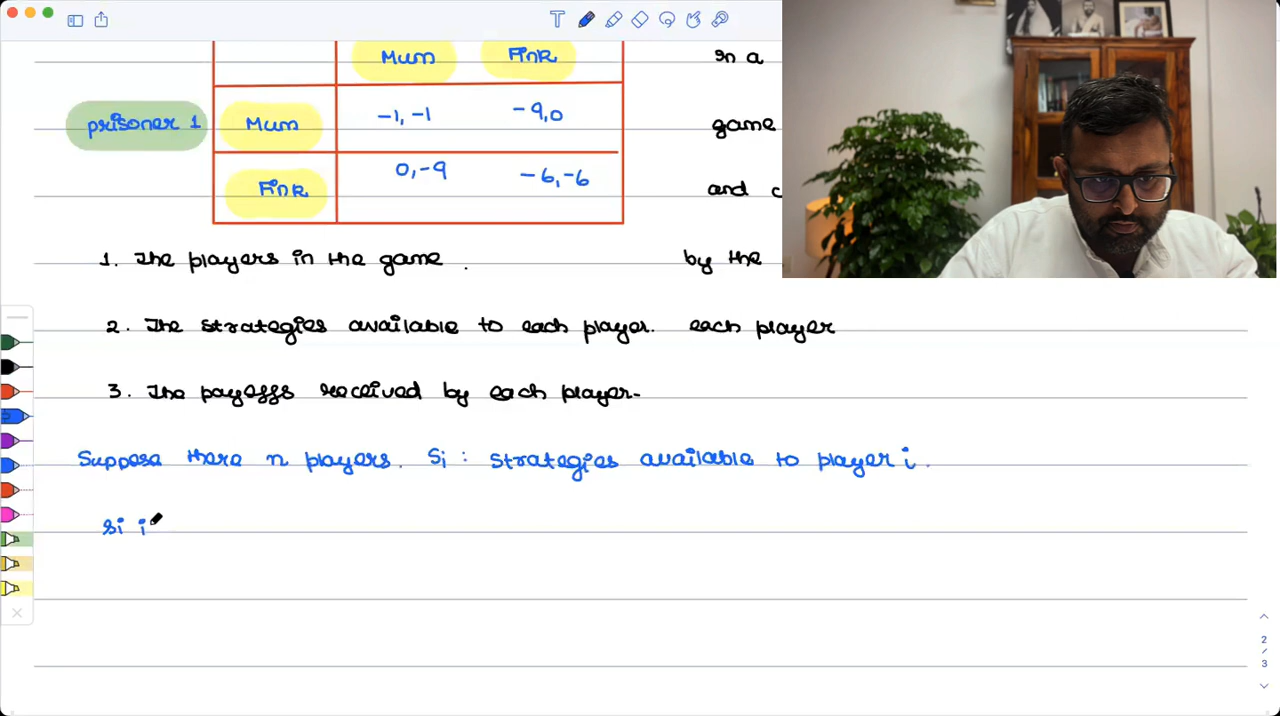 Mum Fink In a
prisoner 1 Mum -1, -1 -9,0 game
Fink 0,-9 -6,-6 and c
1. The players in the game . by the
2. The strategies available to each player. each player
3. The payoffs received by each player.
Suppose there n players. Si : strategies available to player i.
si i
2
/
3